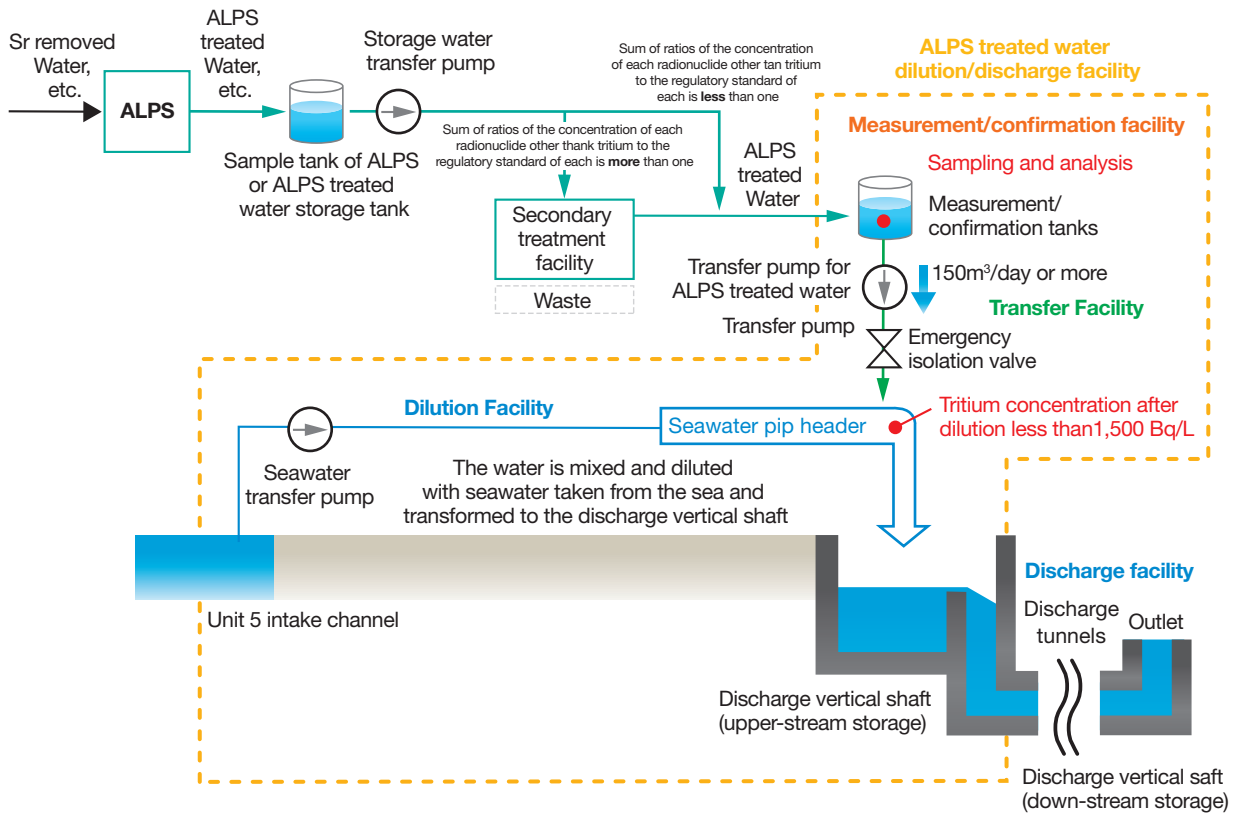 Sr removed
Water,
etc.
ALPS
ALPS
treated
Water,
etc.
Storage water
transfer pump
Sample tank of ALPS
or ALPS treated
water storage tank
Sum of ratios of the concentration
of each radionuclide other tan tritium
to the regulatory standard of
each is less than one
Sum of ratios of the concentration of each
radionuclide other thank tritium to the
regulatory standard of each is more than one
Secondary
treatment
facility
Waste
ALPS
treated
Water
ALPS treated water
dilution/discharge facility
Measurement/confirmation facility
Sampling and analysis
Measurement/
confirmation tanks
Transfer pump for
ALPS treated water
150m³/day or more
Transfer Facility
Transfer pump
Emergency
isolation valve
Dilution Facility
Seawater pip header
Tritium concentration after
dilution less than1,500 Bq/L
Seawater
transfer pump
The water is mixed and diluted
with seawater taken from the sea and
transformed to the discharge vertical shaft
Unit 5 intake channel
Discharge facility
Discharge
tunnels
Outlet
Discharge vertical shaft
(upper-stream storage)
Discharge vertical saft
(down-stream storage)